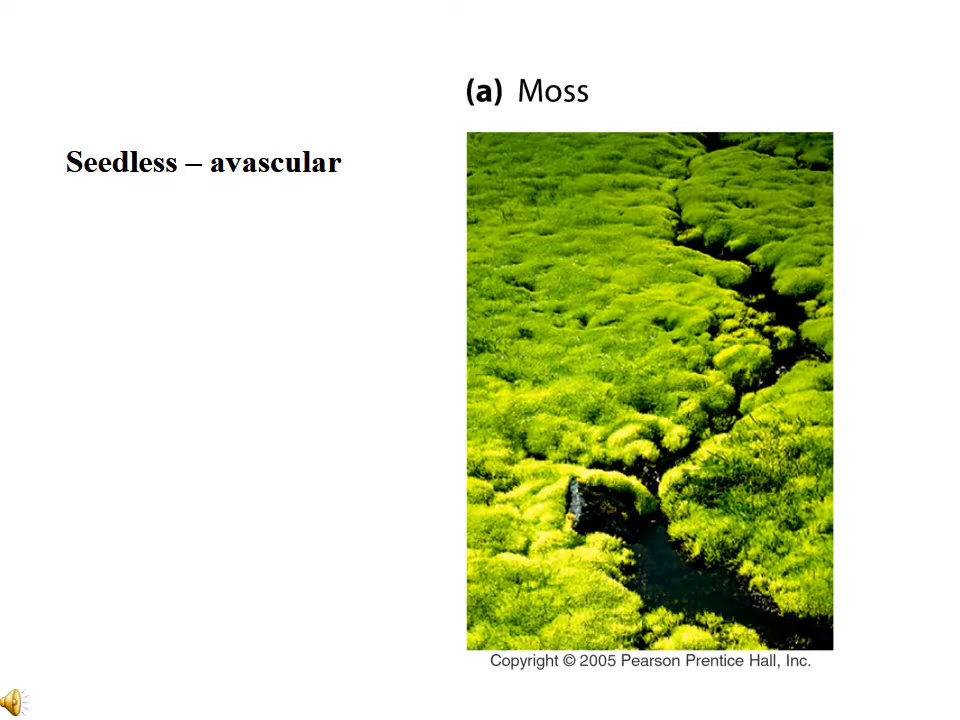 (a) Moss
Seedless – avascular
Copyright © 2005 Pearson Prentice Hall, Inc.